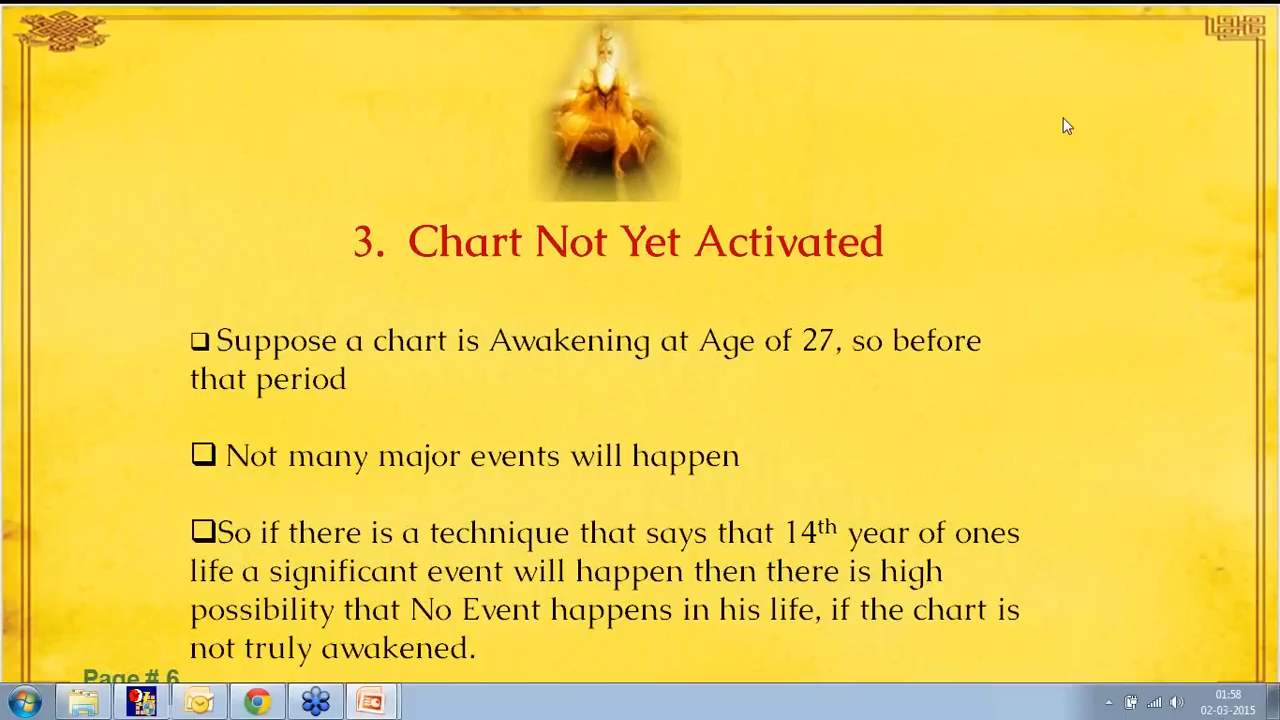 3. Chart Not Yet Activated
❑ Suppose a chart is Awakening at Age of 27, so before
that period
❑ Not many major events will happen
❑So if there is a technique that says that 14th year of ones
life a significant event will happen then there is high
possibility that No Event happens in his life, if the chart is
not truly awakened.
Page # 6
01:58
02-03-2015